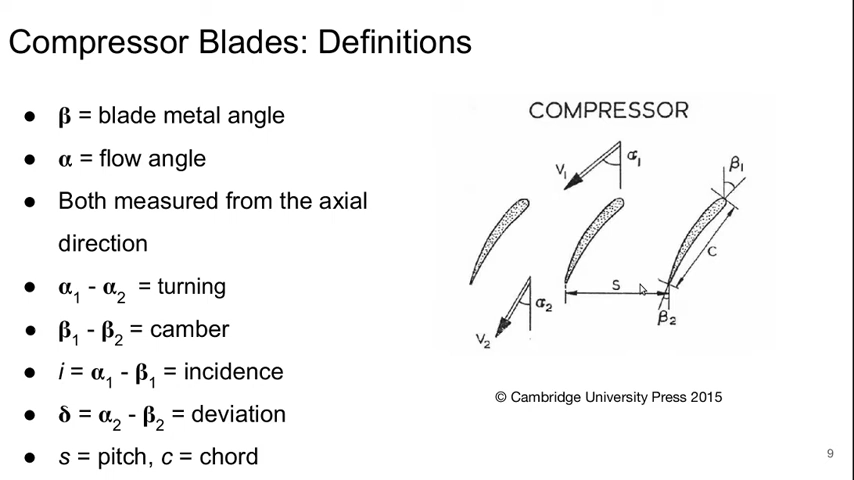 Compressor Blades: Definitions
● β = blade metal angle
● α = flow angle
● Both measured from the axial
direction
● α₁ - α₂ = turning
● β₁ - β₂ = camber
● i = α₁ - β₁ = incidence
● δ = α₂ - β₂ = deviation
● s = pitch, c = chord
COMPRESSOR
V₁
α₁
β₁
C
S
α₂
β₂
V₂
© Cambridge University Press 2015
9